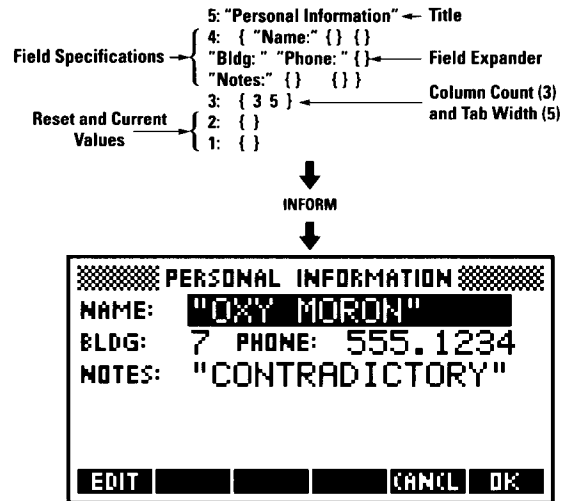 5: "Personal Information" Title
4: { "Name:" {} {}
Field Specifications "Bldg: " "Phone: " {} Field Expander
"Notes:" {} {} }
3: { 3 5 } Column Count (3)
and Tab Width (5)
Reset and Current 2: { }
Values 1: { }
INFORM
PERSONAL INFORMATION
NAME: "OXY MORON"
BLDG: 7 PHONE: 555.1234
NOTES: "CONTRADICTORY"
EDIT CANCL OK